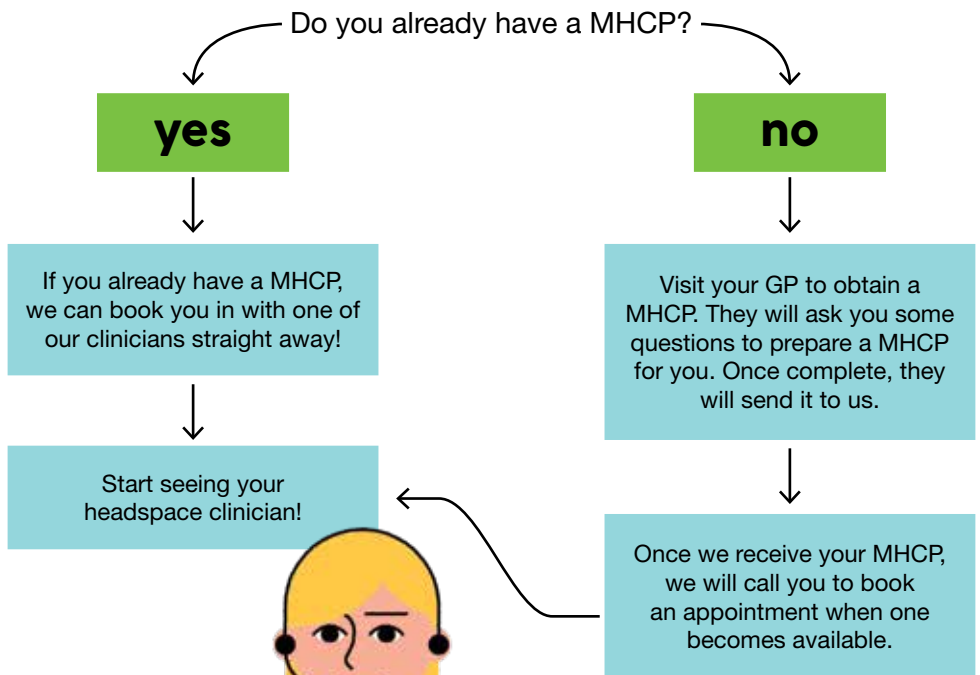 Do you already have a MHCP?
yes
If you already have a MHCP,
we can book you in with one of
our clinicians straight away!
Start seeing your
headspace clinician!
no
Visit your GP to obtain a
MHCP. They will ask you some
questions to prepare a MHCP
for you. Once complete, they
will send it to us.
Once we receive your MHCP,
we will call you to book
an appointment when one
becomes available.